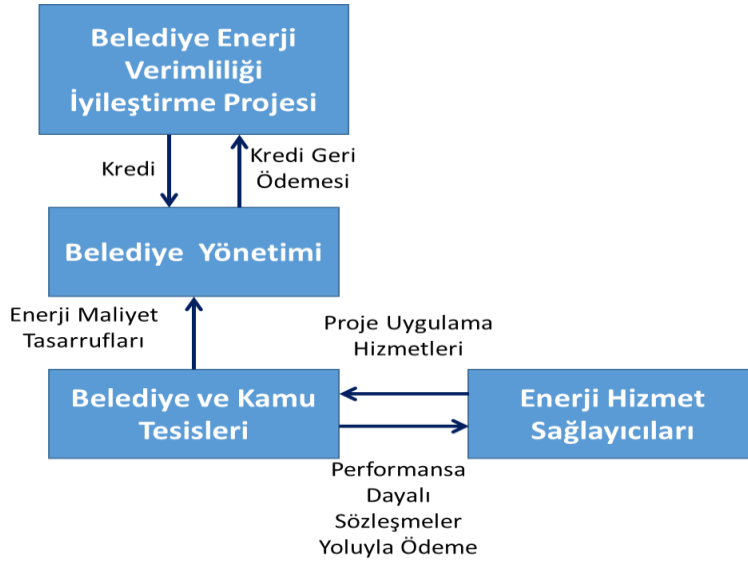 Belediye Enerji
Verimliliği
İyileştirme Projesi
Kredi
Kredi Geri
Ödemesi
Belediye Yönetimi
Enerji Maliyet
Tasarrufları
Proje Uygulama
Hizmetleri
Belediye ve Kamu
Tesisleri
Enerji Hizmet
Sağlayıcıları
Performansa
Dayalı
Sözleşmeler
Yoluyla Ödeme